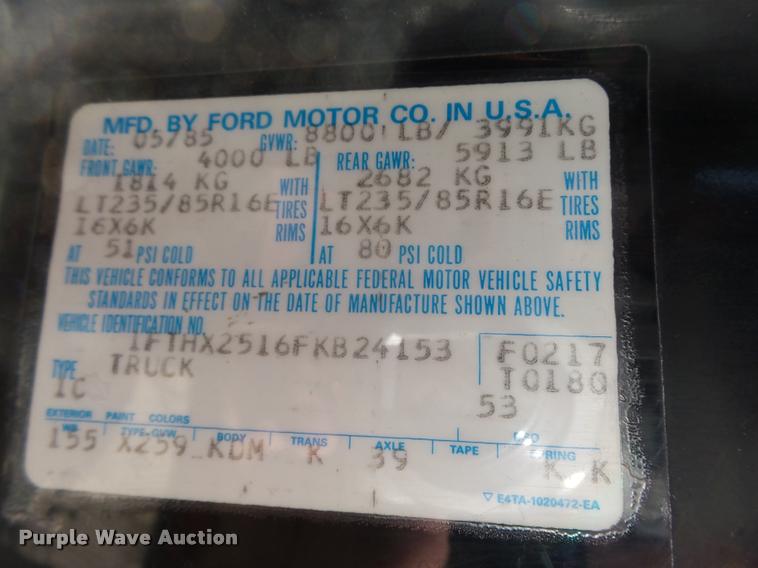 MFD. BY FORD MOTOR CO. IN U.S.A.
DATE: 05/85 GVWR: 8800 LB/ 3991KG
FRONT GAWR: 4000 LB REAR GAWR: 5913 LB
1814 KG WITH 2682 KG WITH
LT235/85R16E TIRES LT235/85R16E TIRES
16X6K RIMS 16X6K RIMS
AT 51 PSI COLD AT 80 PSI COLD
THIS VEHICLE CONFORMS TO ALL APPLICABLE FEDERAL MOTOR VEHICLE SAFETY
STANDARDS IN EFFECT ON THE DATE OF MANUFACTURE SHOWN ABOVE.
VEHICLE IDENTIFICATION NO.
1FTHX2516FKB24153 F0217
TYPE TRUCK T0180
1C 53
EXTERIOR PAINT COLORS DSO
WB TYPE-GVW BODY TRANS AXLE TAPE SPRING
155 X259 KDM K 39 K K
▽ E4TA-1020472-EA
Purple Wave Auction